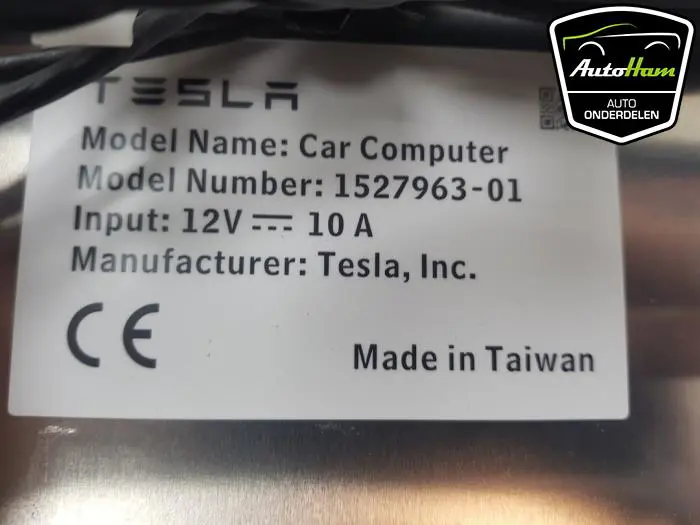 TESLA
Model Name: Car Computer
Model Number: 1527963-01
Input: 12V ⎓ 10 A
Manufacturer: Tesla, Inc.
CE
Made in Taiwan
AutoHam
AUTO
ONDERDELEN